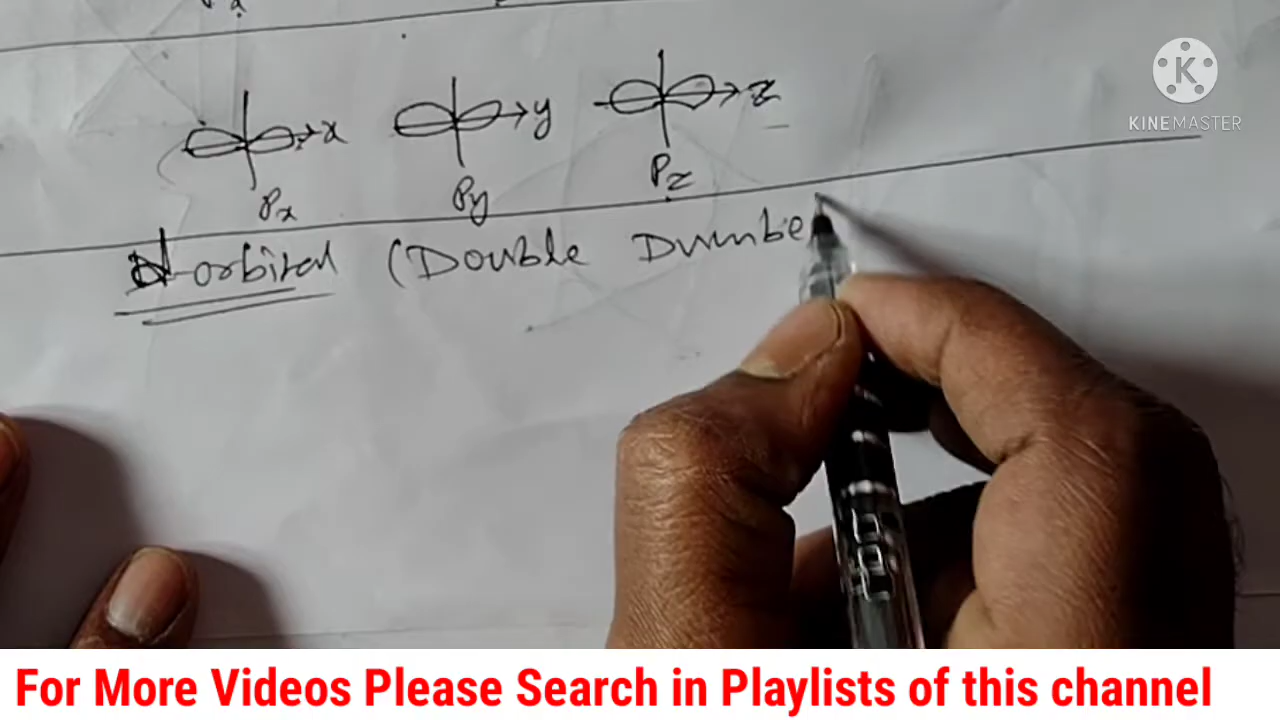 x y z
Px Py Pz
d-orbital (Double Dumbe
K
KINEMASTER
For More Videos Please Search in Playlists of this channel